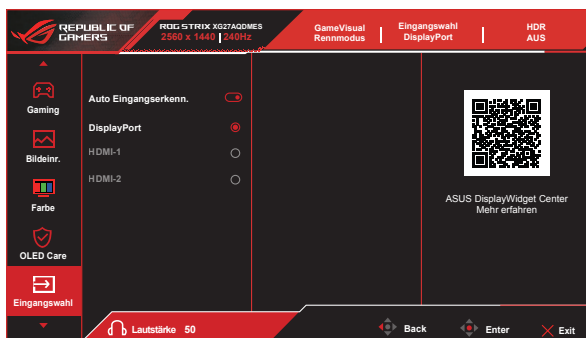 REPUBLIC OF
GAMERS
ROG STRIX XG27AQDMES
2560 x 1440 | 240Hz
GameVisual
Rennmodus
Eingangswahl
DisplayPort
HDR
AUS
Gaming
Bildeinr.
Farbe
OLED Care
Eingangswahl
Auto Eingangserkenn.
DisplayPort
HDMI-1
HDMI-2
ASUS DisplayWidget Center
Mehr erfahren
Lautstärke 50
Back
Enter
Exit